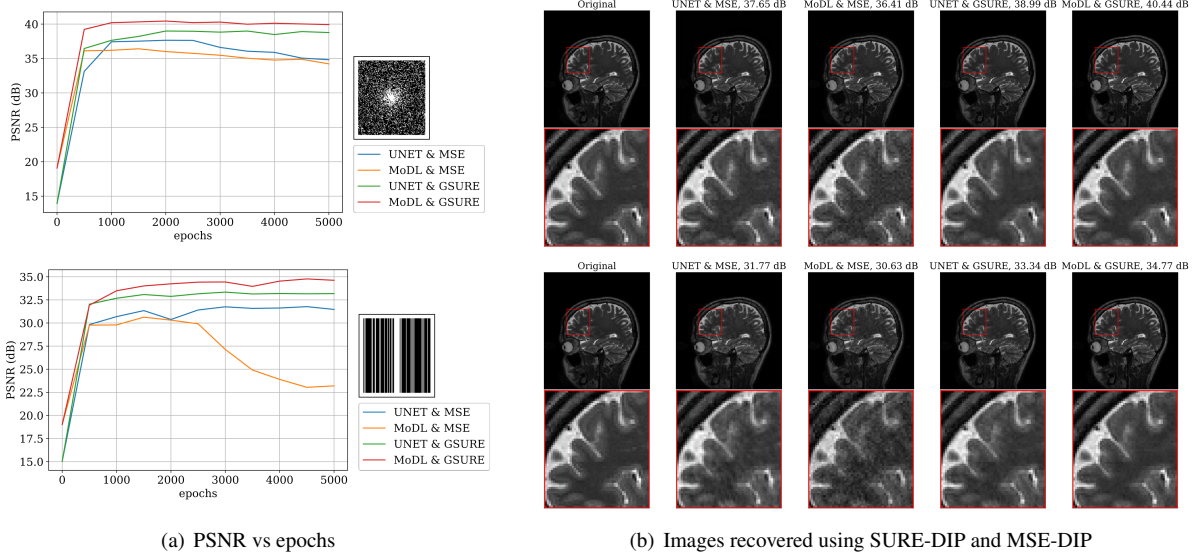 40
35
30
25
20
15
PSNR (dB)
0 1000 2000 3000 4000 5000
epochs
UNET & MSE
MoDL & MSE
UNET & GSURE
MoDL & GSURE
35.0
32.5
30.0
27.5
25.0
22.5
20.0
17.5
15.0
PSNR (dB)
0 1000 2000 3000 4000 5000
epochs
UNET & MSE
MoDL & MSE
UNET & GSURE
MoDL & GSURE
(a) PSNR vs epochs
Original UNET & MSE, 37.65 dB MoDL & MSE, 36.41 dB UNET & GSURE, 38.99 dB MoDL & GSURE, 40.44 dB
Original UNET & MSE, 31.77 dB MoDL & MSE, 30.63 dB UNET & GSURE, 33.34 dB MoDL & GSURE, 34.77 dB
(b) Images recovered using SURE-DIP and MSE-DIP